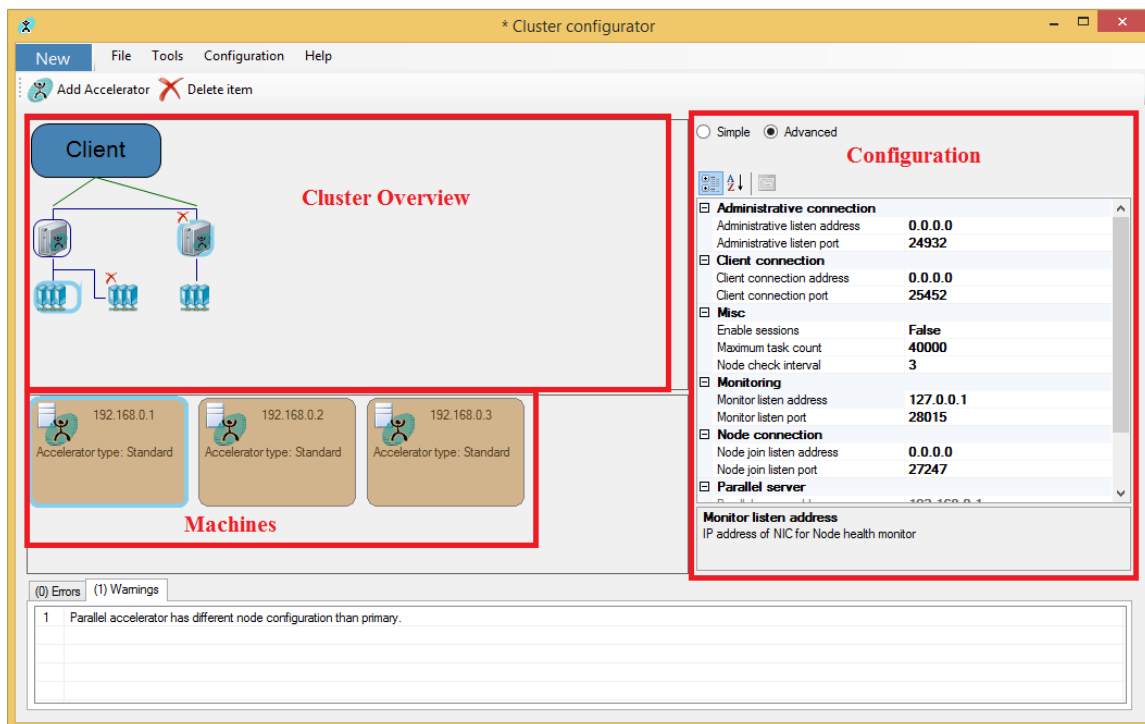 * Cluster configurator
New File Tools Configuration Help
Add Accelerator Delete item
Client
Cluster Overview
192.168.0.1
Accelerator type: Standard
192.168.0.2
Accelerator type: Standard
192.168.0.3
Accelerator type: Standard
Machines
Simple Advanced
Configuration
Administrative connection
Administrative listen address 0.0.0.0
Administrative listen port 24932
Client connection
Client connection address 0.0.0.0
Client connection port 25452
Misc
Enable sessions False
Maximum task count 40000
Node check interval 3
Monitoring
Monitor listen address 127.0.0.1
Monitor listen port 28015
Node connection
Node join listen address 0.0.0.0
Node join listen port 27247
Parallel server
Monitor listen address
IP address of NIC for Node health monitor
(0) Errors (1) Warnings
1 Parallel accelerator has different node configuration than primary.